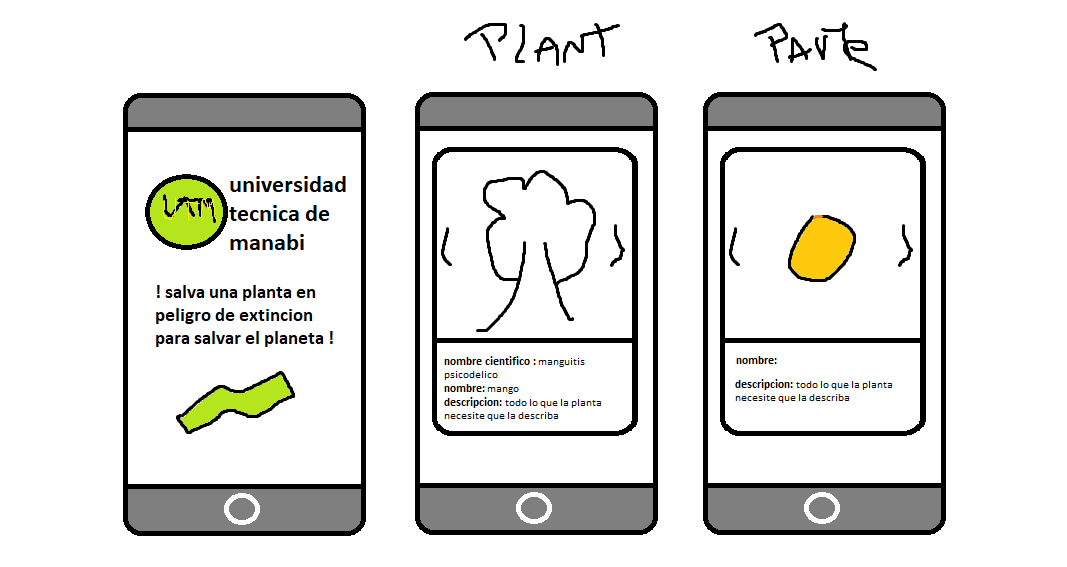 PLANT
Parte
UTM
universidad
tecnica de
manabi
! salva una planta en
peligro de extincion
para salvar el planeta !
nombre cientifico : manguitis
psicodelico
nombre: mango
descripcion: todo lo que la planta
necesite que la describa
nombre:
descripcion: todo lo que la planta
necesite que la describa